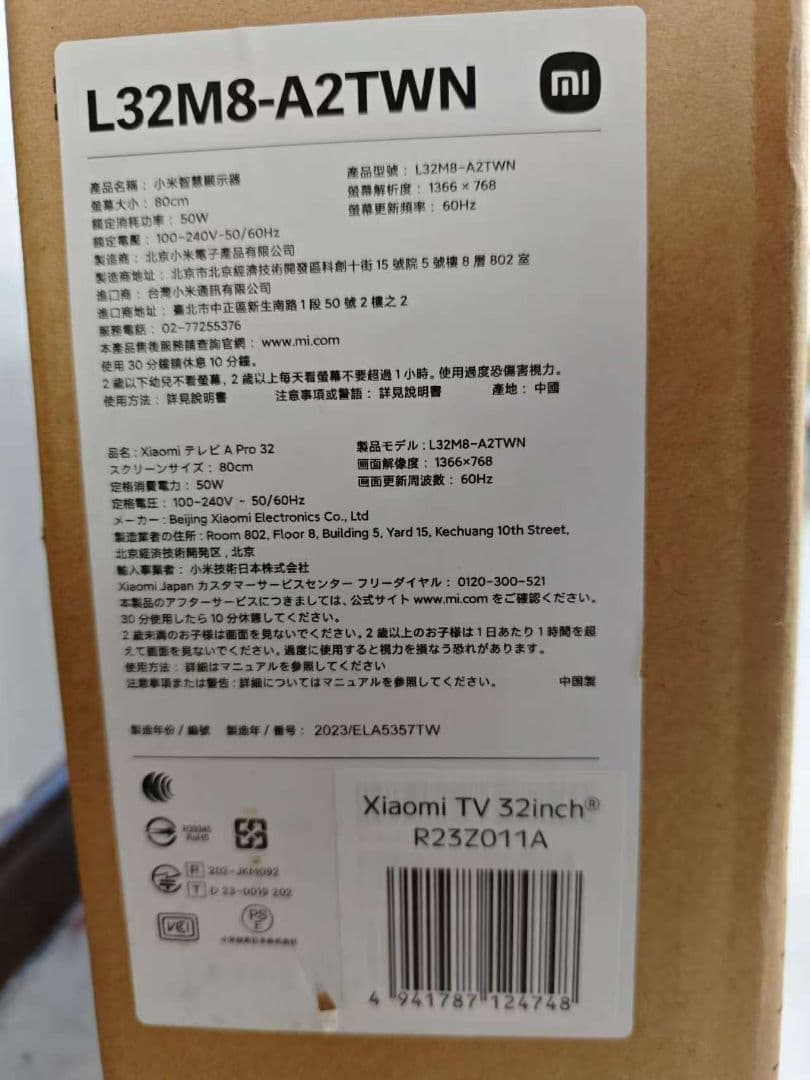 L32M8-A2TWN
mi
產品名稱：小米智慧顯示器
產品型號：L32M8-A2TWN
螢幕大小：80cm
螢幕解析度：1366 × 768
額定消耗功率：50W
螢幕更新頻率：60Hz
額定電壓：100-240V~50/60Hz
製造商：北京小米電子產品有限公司
製造商地址：北京市北京經濟技術開發區科創十街 15 號院 5 號樓 8 層 802 室
進口商：台灣小米通訊有限公司
進口商地址：臺北市中正區新生南路 1 段 50 號 2 樓之 2
服務電話：02-77255376
本產品售後服務請查詢官網：www.mi.com
使用 30 分鐘請休息 10 分鐘。
2 歲以下幼兒不看螢幕，2 歲以上每天看螢幕不要超過 1 小時。使用過度恐傷害視力。
使用方法：詳見說明書 注意事項或警語：詳見說明書 產地：中國
品名：Xiaomi テレビ A Pro 32
製品モデル：L32M8-A2TWN
スクリーンサイズ：80cm
画面解像度：1366×768
定格消費電力：50W
画面更新周波数：60Hz
定格電圧：100-240V ~ 50/60Hz
メーカー：Beijing Xiaomi Electronics Co., Ltd
製造業者の住所：Room 802, Floor 8, Building 5, Yard 15, Kechuang 10th Street,
北京経済技術開発区，北京
輸入事業者：小米技術日本株式会社
Xiaomi Japan カスタマーサービスセンター フリーダイヤル：0120-300-521
本製品のアフターサービスにつきましては、公式サイト www.mi.com をご確認ください。
30 分使用したら 10 分休憩してください。
2 歳未満のお子様は画面を見ないでください。2 歳以上のお子様は 1 日あたり 1 時間を超
えて画面を見ないでください。過度に使用すると視力を損なう恐れがあります。
使用方法：詳細はマニュアルを参照してください
注意事項または警告：詳細についてはマニュアルを参照してください。 中国製
製造年份 / 編號 製造年 / 番号：2023/ELA5357TW
Xiaomi TV 32inch®
R23Z011A
RoHS
R 202-JKM092
T D 23-0019 202
VCCI
PS
E
4 941787 124748